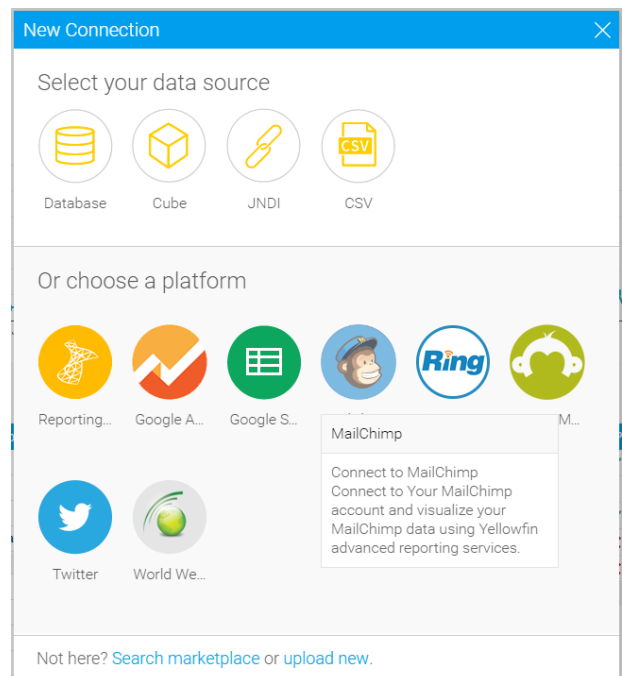 New Connection
Select your data source
CSV
Database Cube JNDI CSV
Or choose a platform
Ring
Reporting... Google A... Google S... M...
MailChimp
Connect to MailChimp
Connect to Your MailChimp
account and visualize your
MailChimp data using Yellowfin
advanced reporting services.
Twitter World We...
Not here? Search marketplace or upload new.